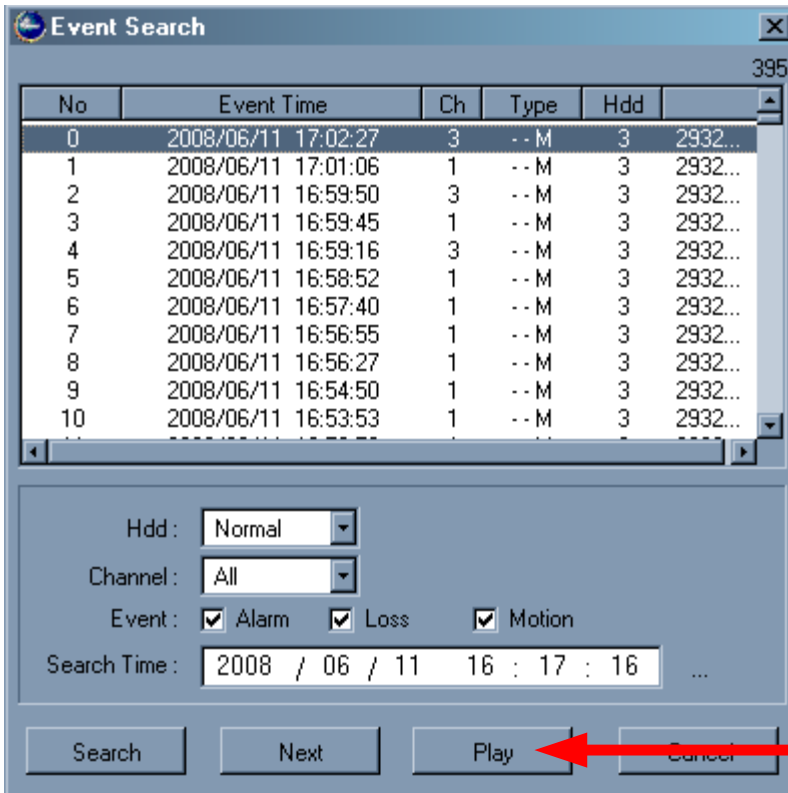 Event Search
395
No Event Time Ch Type Hdd
0 2008/06/11 17:02:27 3 - - M 3 2932...
1 2008/06/11 17:01:06 1 - - M 3 2932...
2 2008/06/11 16:59:50 3 - - M 3 2932...
3 2008/06/11 16:59:45 1 - - M 3 2932...
4 2008/06/11 16:59:16 3 - - M 3 2932...
5 2008/06/11 16:58:52 1 - - M 3 2932...
6 2008/06/11 16:57:40 1 - - M 3 2932...
7 2008/06/11 16:56:55 1 - - M 3 2932...
8 2008/06/11 16:56:27 1 - - M 3 2932...
9 2008/06/11 16:54:50 1 - - M 3 2932...
10 2008/06/11 16:53:53 1 - - M 3 2932...
Hdd : Normal
Channel : All
Event : Alarm Loss Motion
Search Time : 2008 / 06 / 11 16 : 17 : 16 ...
Search Next Play Cancel